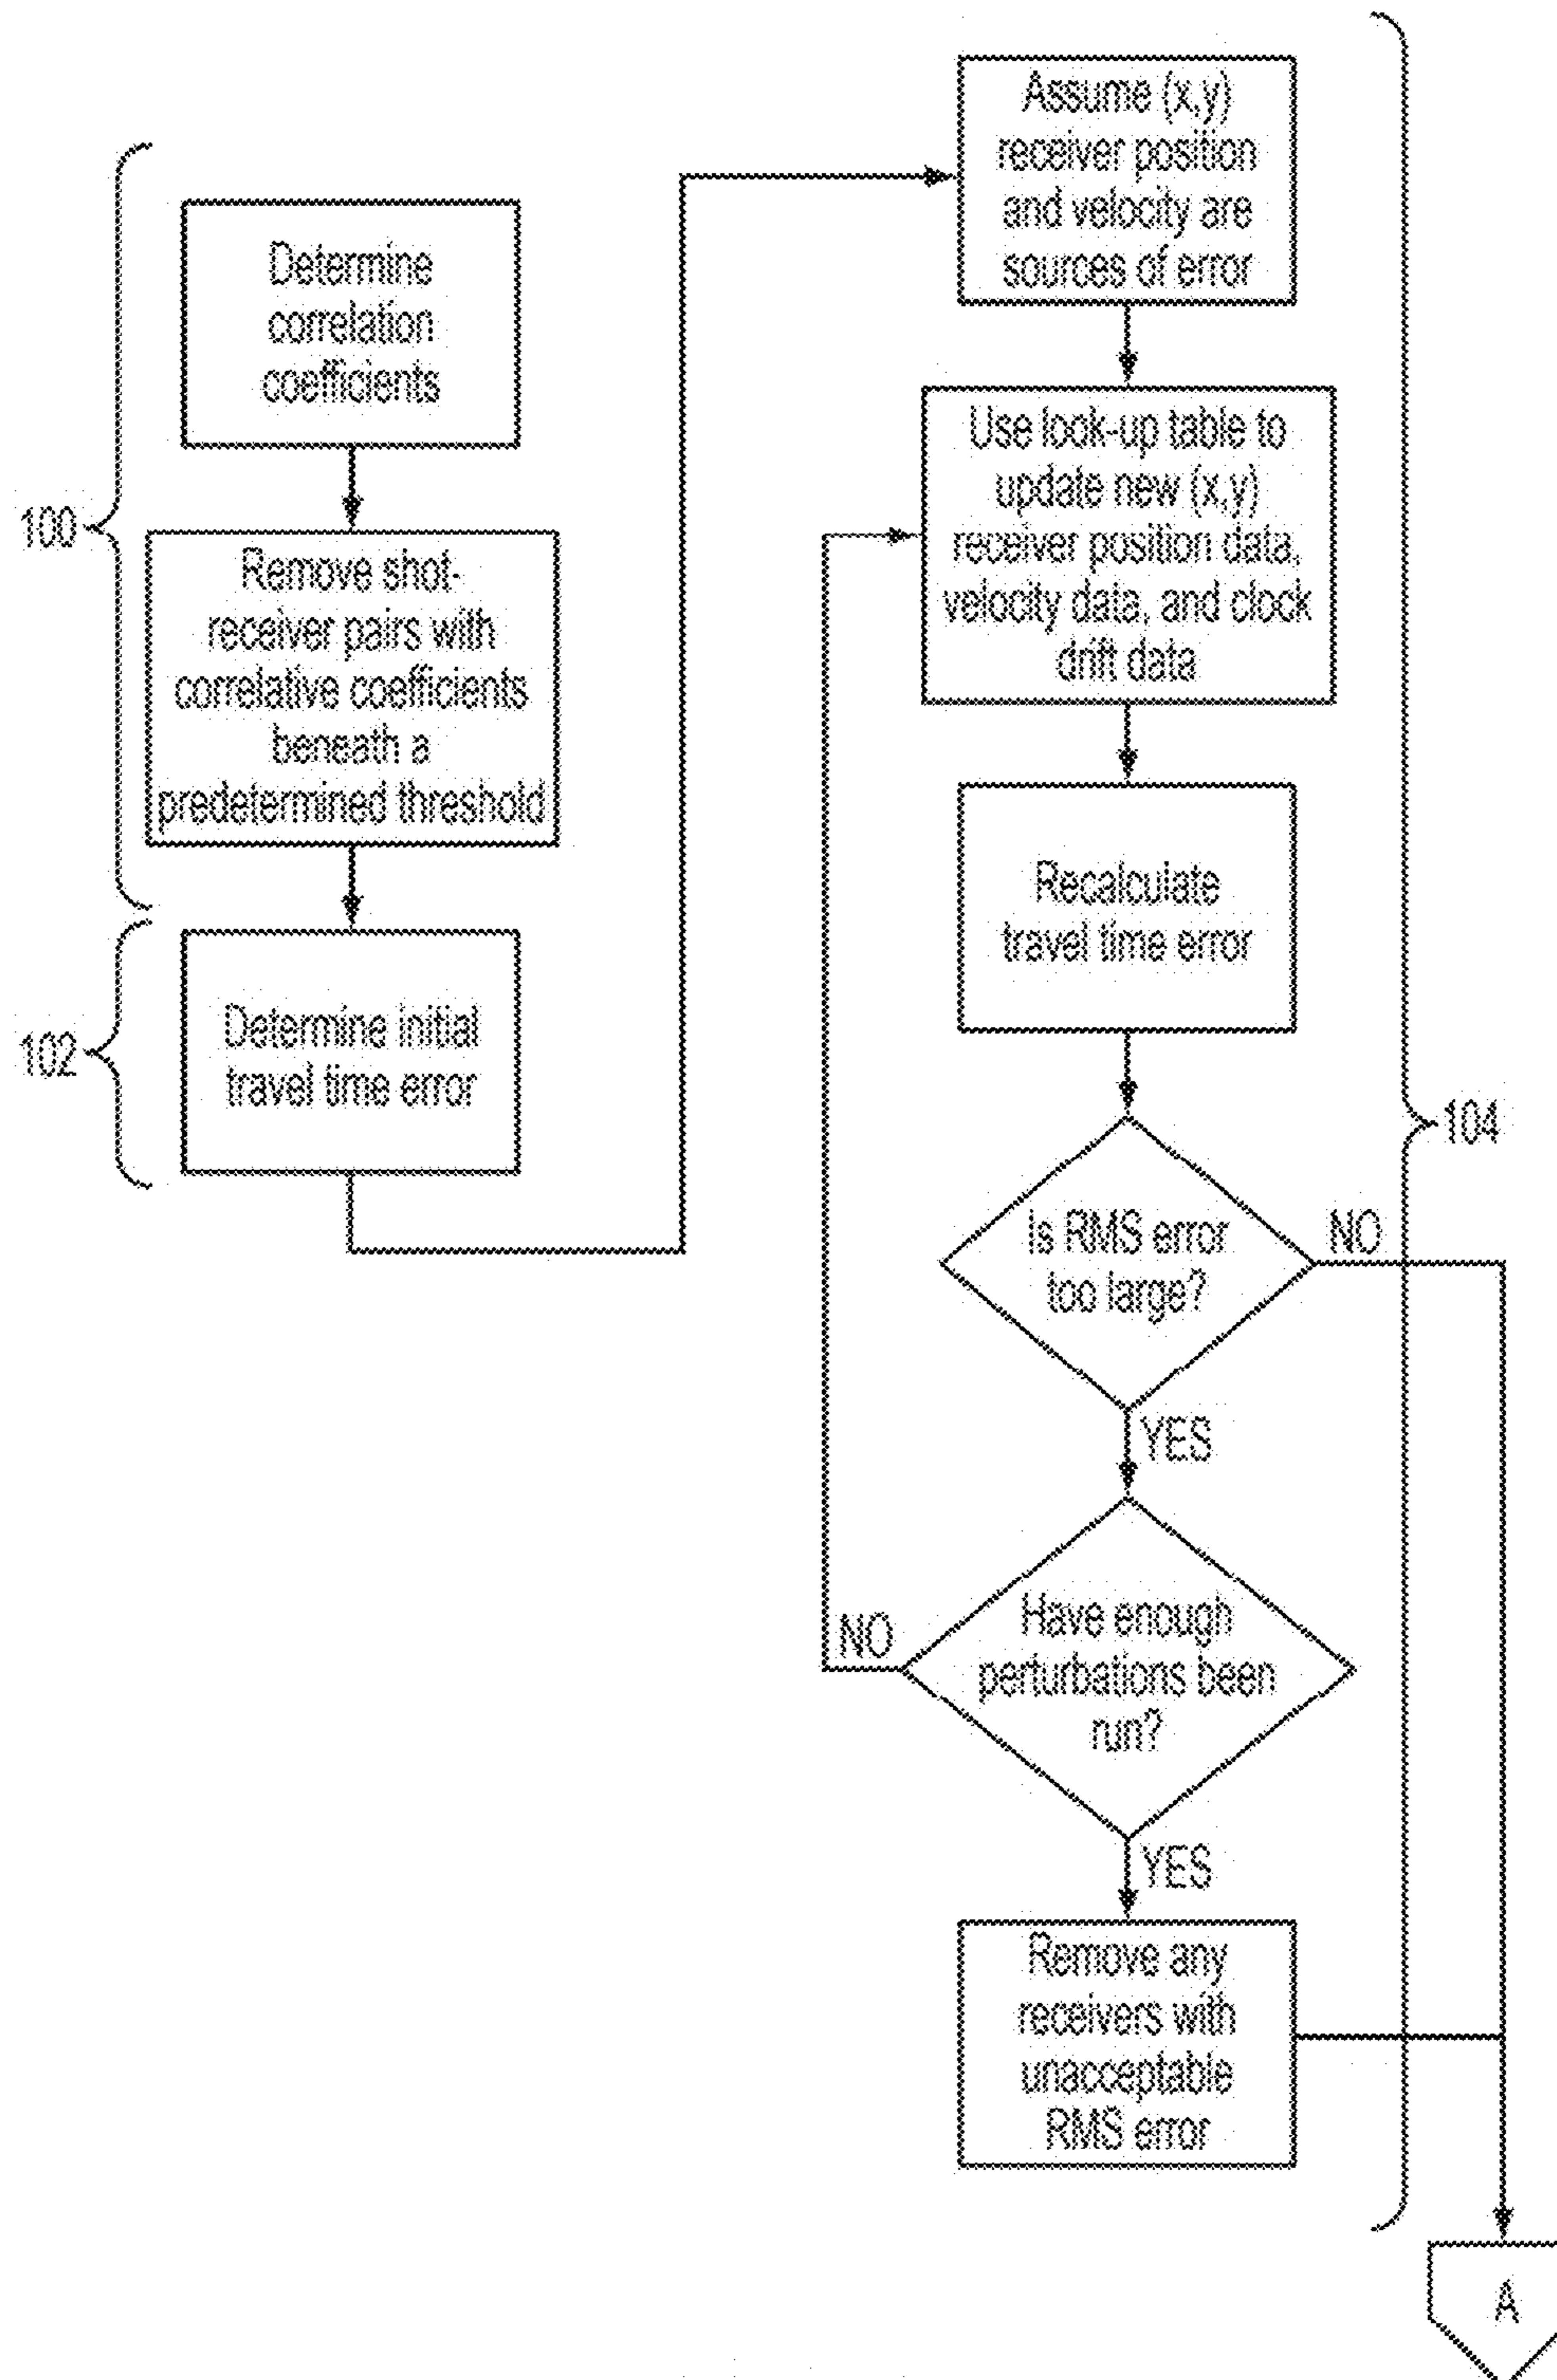 100
Determine
correlation
coefficients
Remove shot-
receiver pairs with
correlative coefficients
beneath a
predetermined threshold
102
Determine initial
travel time error
Assume (x,y)
receiver position
and velocity are
sources of error
Use look-up table to
update new (x,y)
receiver position data,
velocity data, and clock
drift data
Recalculate
travel time error
104
Is RMS error
too large?
NO
YES
Have enough
perturbations been
run?
NO
YES
Remove any
receivers with
unacceptable
RMS error
A